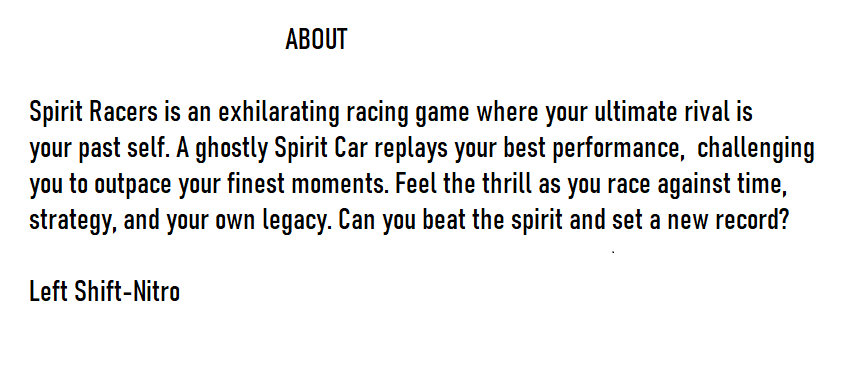 ABOUT
Spirit Racers is an exhilarating racing game where your ultimate rival is
your past self. A ghostly Spirit Car replays your best performance,  challenging
you to outpace your finest moments. Feel the thrill as you race against time,
strategy, and your own legacy. Can you beat the spirit and set a new record?
.
Left Shift-Nitro